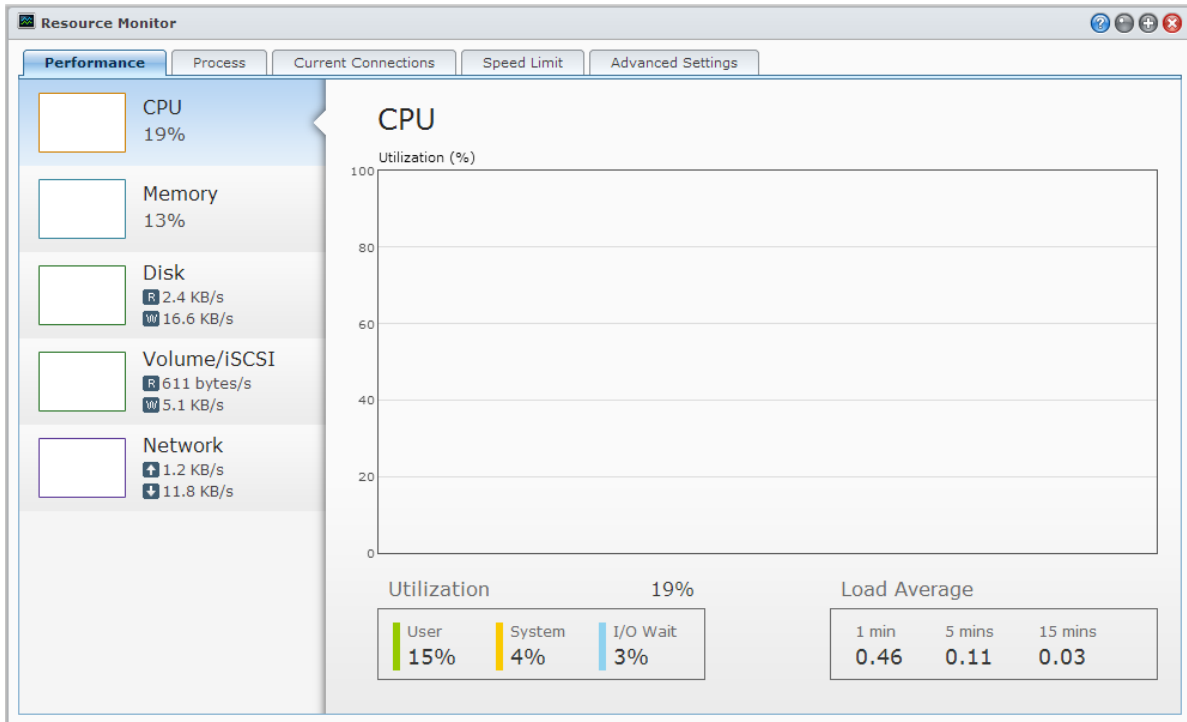 Resource Monitor
Performance Process Current Connections Speed Limit Advanced Settings
CPU
19%
Memory
13%
Disk
R 2.4 KB/s
W 16.6 KB/s
Volume/iSCSI
R 611 bytes/s
W 5.1 KB/s
Network
1.2 KB/s
11.8 KB/s
CPU
Utilization (%)
100
80
60
40
20
0
Utilization 19%
User System I/O Wait
15% 4% 3%
Load Average
1 min 5 mins 15 mins
0.46 0.11 0.03